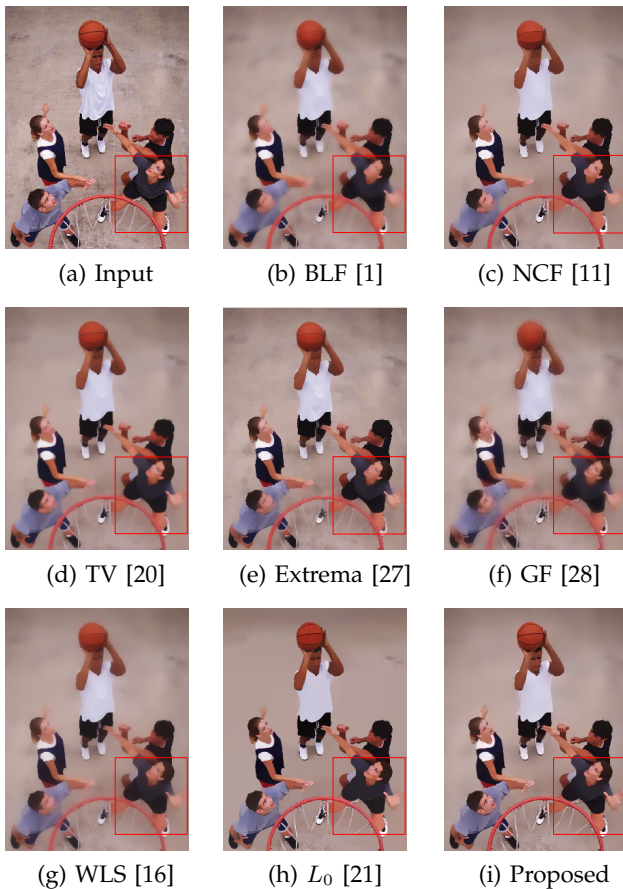 (a) Input
(b) BLF [1]
(c) NCF [11]
(d) TV [20]
(e) Extrema [27]
(f) GF [28]
(g) WLS [16]
(h) L₀ [21]
(i) Proposed